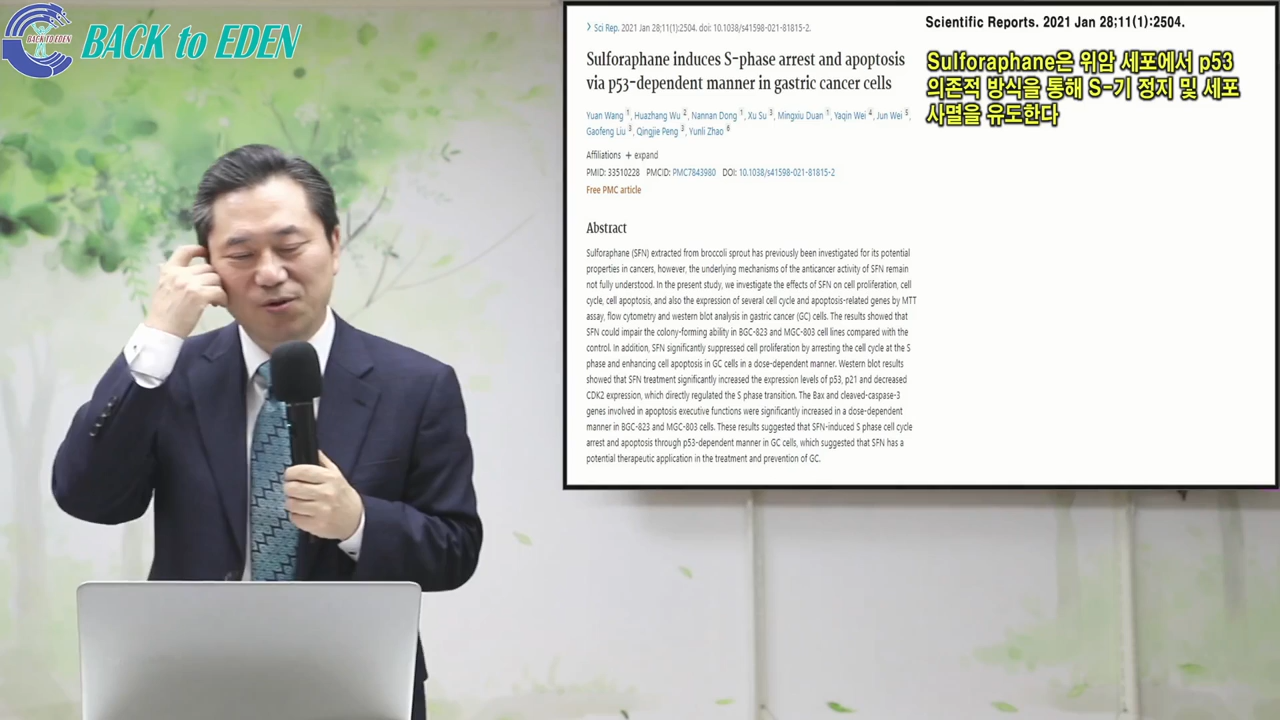 BACK TO EDEN
BACK to EDEN
Sci Rep. 2021 Jan 28;11(1):2504. doi: 10.1038/s41598-021-81815-2.
Sulforaphane induces S-phase arrest and apoptosis
via p53-dependent manner in gastric cancer cells
Yuan Wang 1, Huazhang Wu 2, Nannan Dong 1, Xu Su 3, Mingxiu Duan 1, Yaqin Wei 4, Jun Wei 5,
Gaofeng Liu 3, Qingjie Peng 3, Yunli Zhao 6
Affiliations + expand
PMID: 33510228 PMCID: PMC7843980 DOI: 10.1038/s41598-021-81815-2
Free PMC article
Abstract
Sulforaphane (SFN) extracted from broccoli sprout has previously been investigated for its potential
properties in cancers, however, the underlying mechanisms of the anticancer activity of SFN remain
not fully understood. In the present study, we investigate the effects of SFN on cell proliferation, cell
cycle, cell apoptosis, and also the expression of several cell cycle and apoptosis-related genes by MTT
assay, flow cytometry and western blot analysis in gastric cancer (GC) cells. The results showed that
SFN could impair the colony-forming ability in BGC-823 and MGC-803 cell lines compared with the
control. In addition, SFN significantly suppressed cell proliferation by arresting the cell cycle at the S
phase and enhancing cell apoptosis in GC cells in a dose-dependent manner. Western blot results
showed that SFN treatment significantly increased the expression levels of p53, p21 and decreased
CDK2 expression, which directly regulated the S phase transition. The Bax and cleaved-caspase-3
genes involved in apoptosis executive functions were significantly increased in a dose-dependent
manner in BGC-823 and MGC-803 cells. These results suggested that SFN-induced S phase cell cycle
arrest and apoptosis through p53-dependent manner in GC cells, which suggested that SFN has a
potential therapeutic application in the treatment and prevention of GC.
Scientific Reports. 2021 Jan 28;11(1):2504.
Sulforaphane은 위암 세포에서 p53
의존적 방식을 통해 S-기 정지 및 세포
사멸을 유도한다